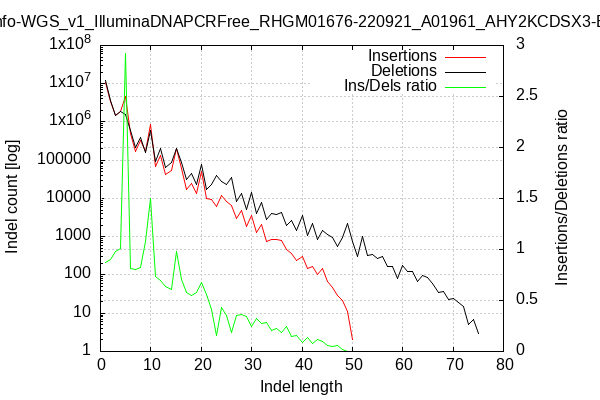 nfo-WGS_v1_IlluminaDNAPCRFree_RHGM01676-220921_A01961_AHY2KCDSX3-E
Insertions
Deletions
Ins/Dels ratio
1x10^8
1x10^7
1x10^6
100000
10000
1000
100
10
1
3
2.5
2
1.5
1
0.5
0
0 10 20 30 40 50 60 70 80
Indel length
Indel count [log]
Insertions/Deletions ratio